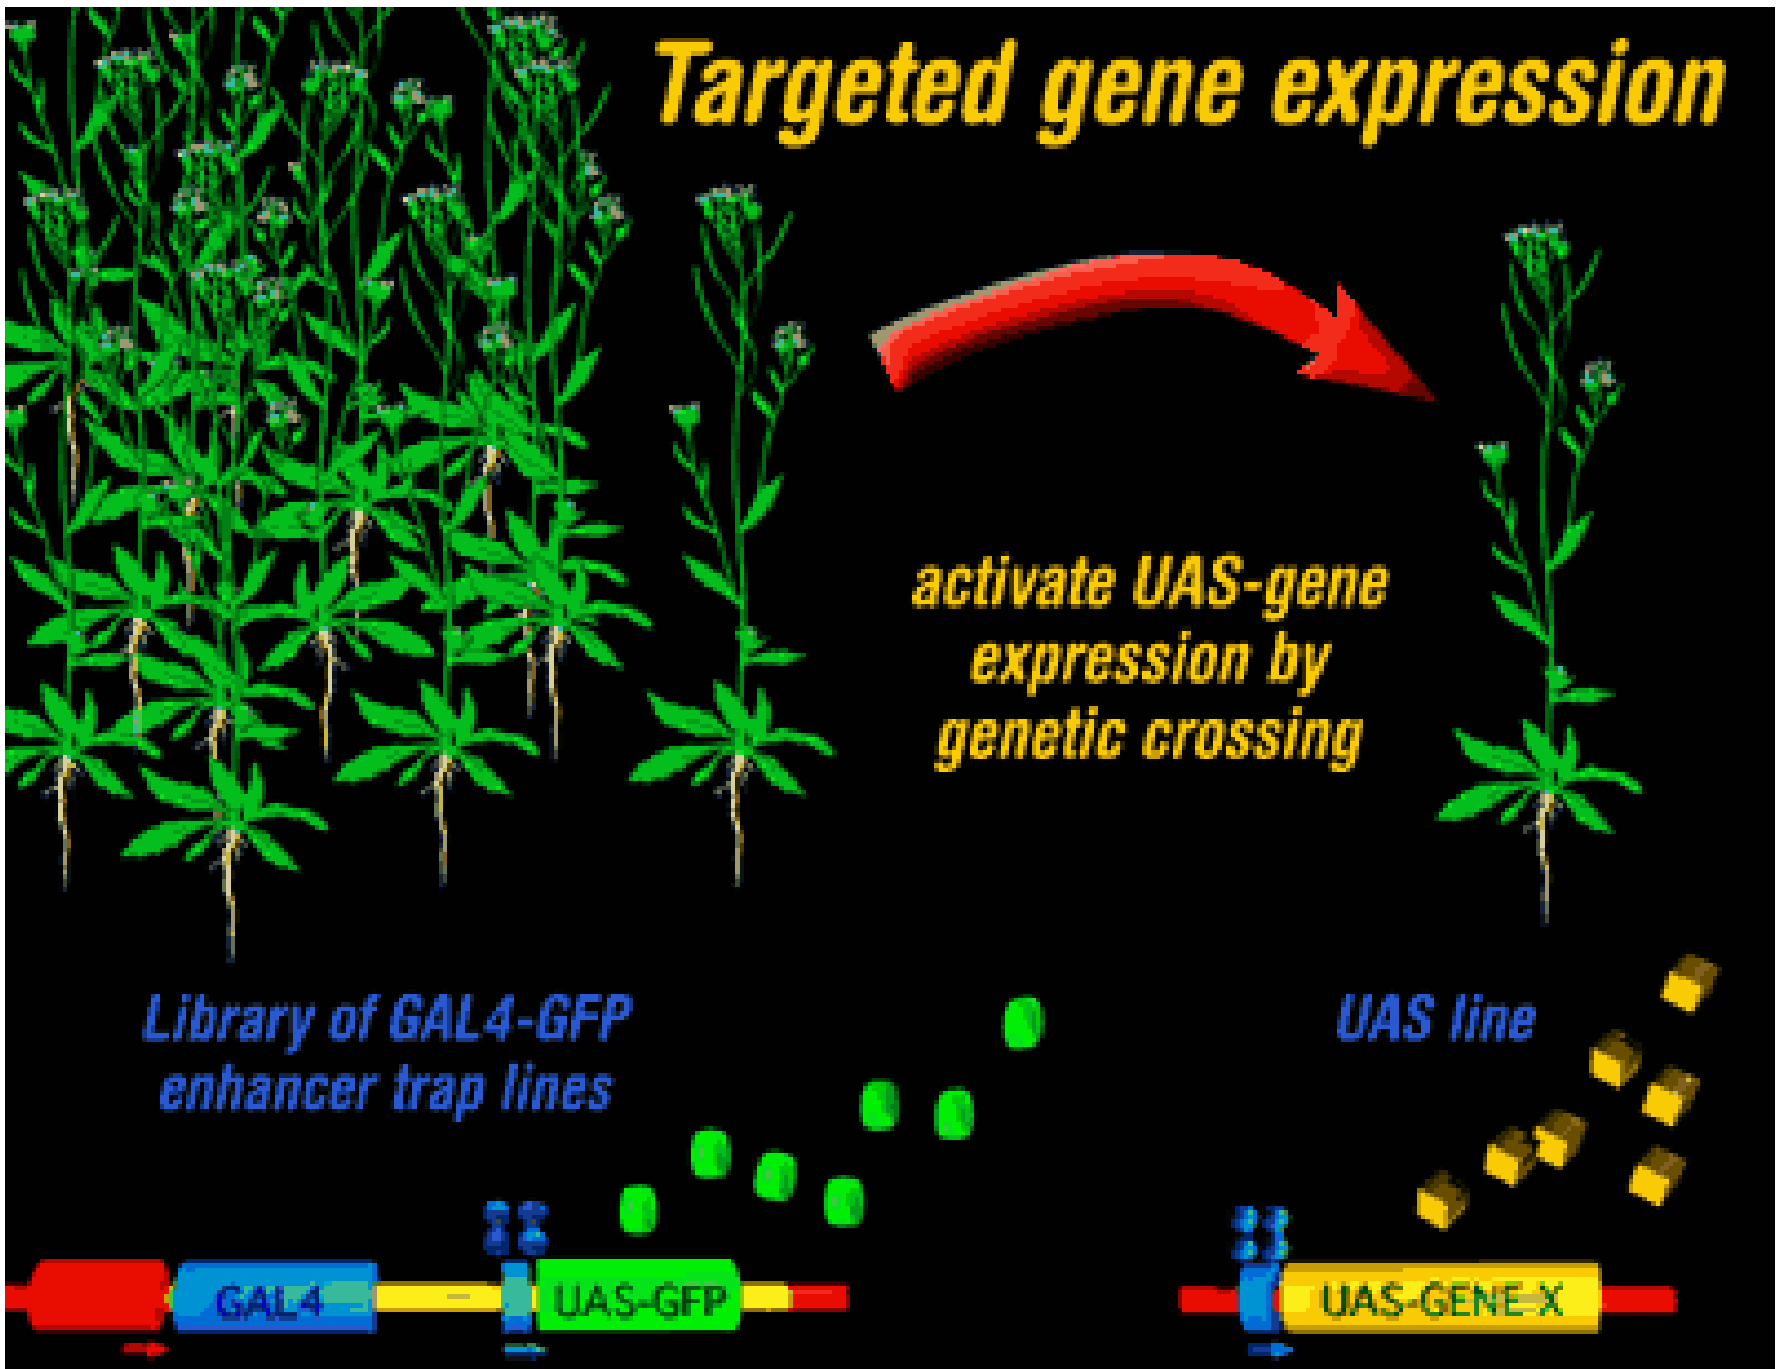 Targeted gene expression
activate UAS-gene
expression by
genetic crossing
Library of GAL4-GFP
enhancer trap lines
UAS line
GAL4
UAS-GFP
UAS-GENE-X